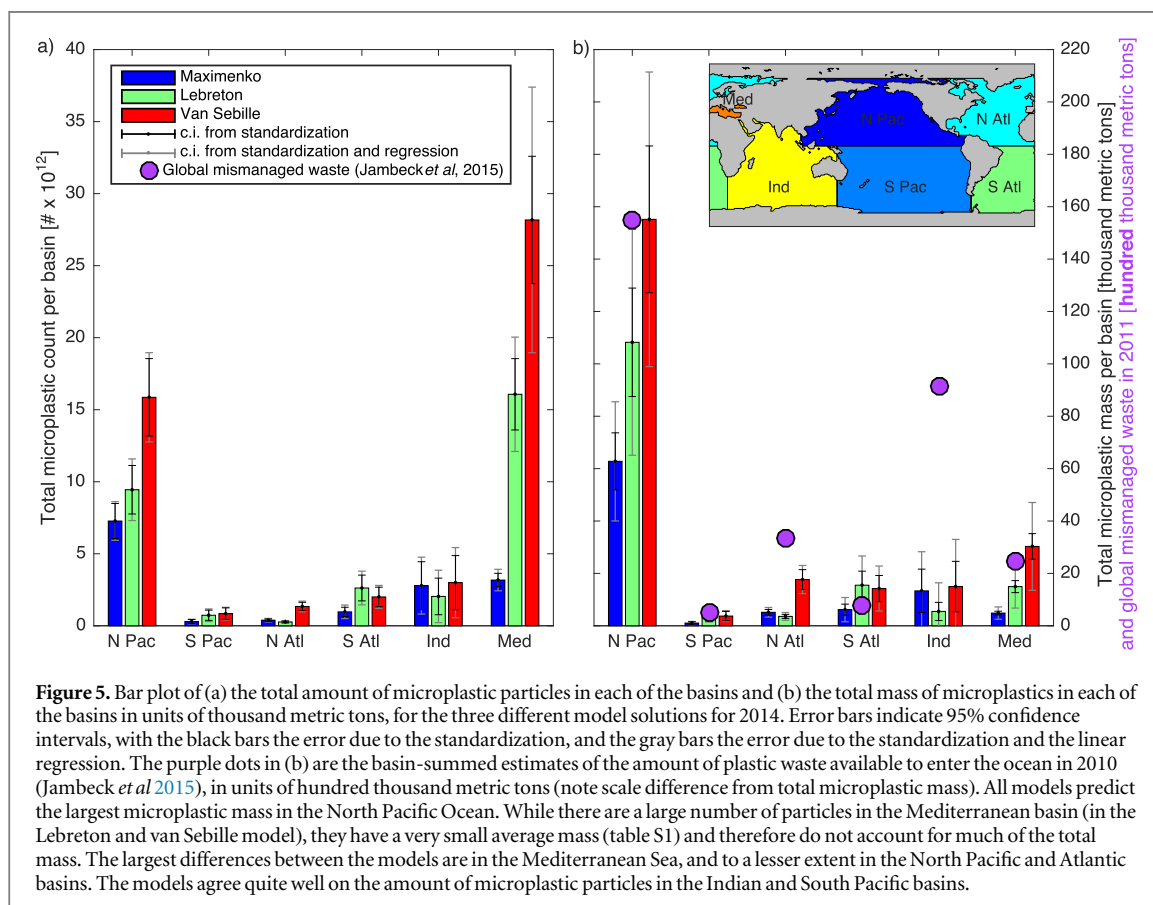 a)
40
35
30
25
20
15
10
5
0
Total microplastic count per basin [# x 10¹²]
Maximenko
Lebreton
Van Sebille
c.i. from standardization
c.i. from standardization and regression
Global mismanaged waste (Jambeck et al, 2015)
N Pac S Pac N Atl S Atl Ind Med
b)
Med
N Pac
N Atl
Ind
S Pac
S Atl
220
200
180
160
140
120
100
80
60
40
20
0
Total microplastic mass per basin [thousand metric tons]
and global mismanaged waste in 2011 [hundred thousand metric tons]
N Pac S Pac N Atl S Atl Ind Med
Figure 5. Bar plot of (a) the total amount of microplastic particles in each of the basins and (b) the total mass of microplastics in each of
the basins in units of thousand metric tons, for the three different model solutions for 2014. Error bars indicate 95% confidence
intervals, with the black bars the error due to the standardization, and the gray bars the error due to the standardization and the linear
regression. The purple dots in (b) are the basin-summed estimates of the amount of plastic waste available to enter the ocean in 2010
(Jambeck et al 2015), in units of hundred thousand metric tons (note scale difference from total microplastic mass). All models predict
the largest microplastic mass in the North Pacific Ocean. While there are a large number of particles in the Mediterranean basin (in the
Lebreton and van Sebille model), they have a very small average mass (table S1) and therefore do not account for much of the total
mass. The largest differences between the models are in the Mediterranean Sea, and to a lesser extent in the North Pacific and Atlantic
basins. The models agree quite well on the amount of microplastic particles in the Indian and South Pacific basins.